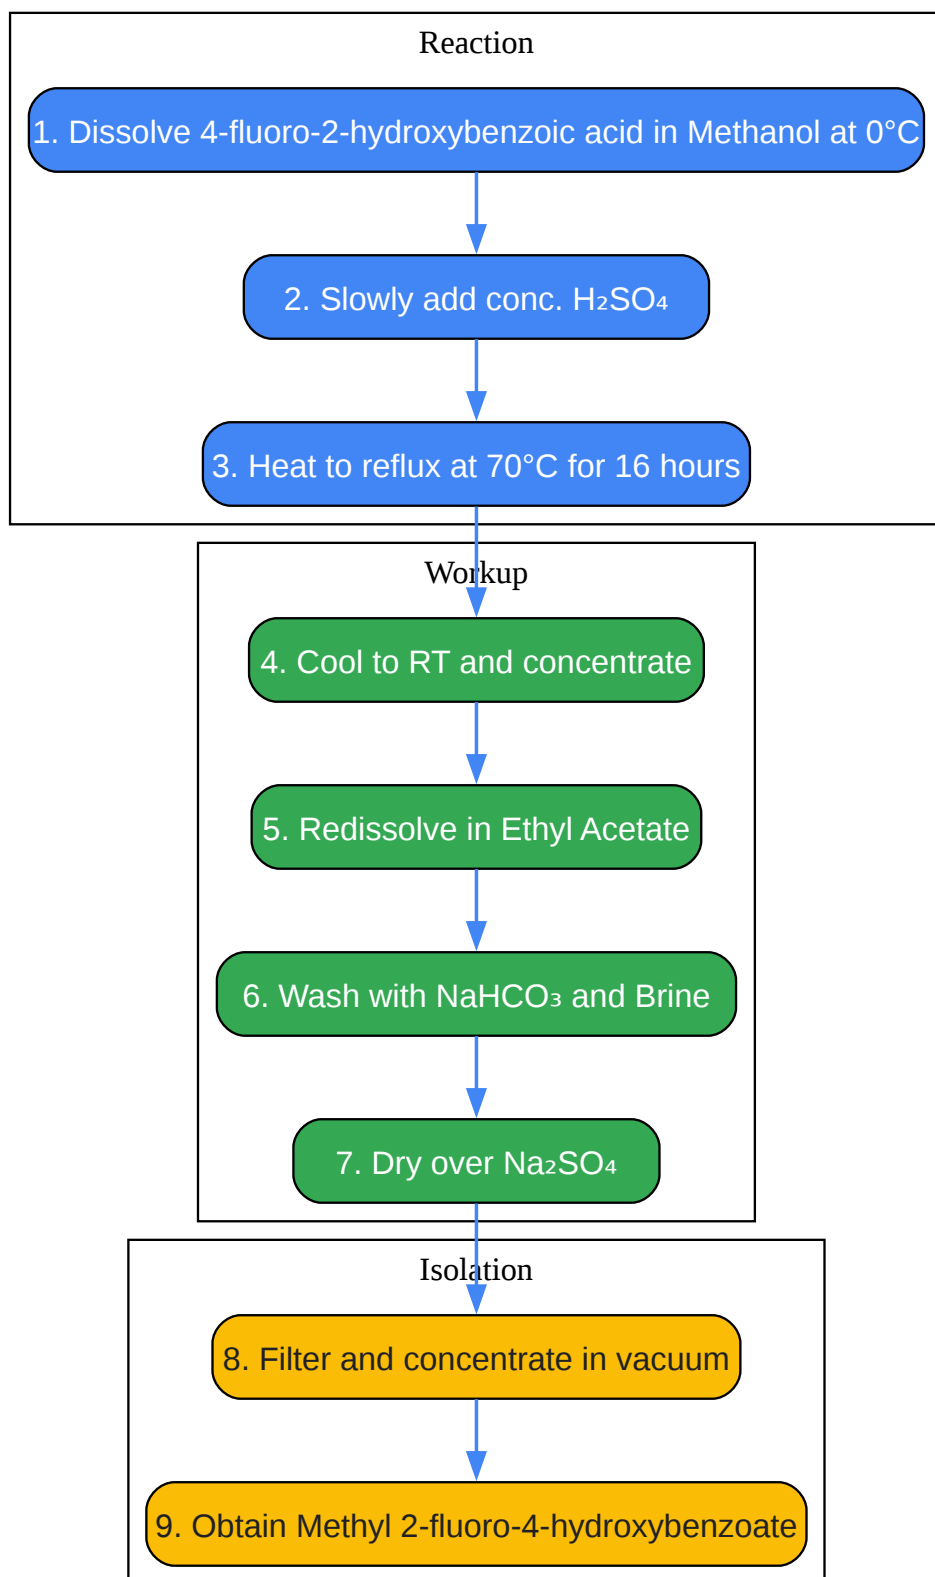 Reaction
1. Dissolve 4-fluoro-2-hydroxybenzoic acid in Methanol at 0°C
2. Slowly add conc. H₂SO₄
3. Heat to reflux at 70°C for 16 hours
Workup
4. Cool to RT and concentrate
5. Redissolve in Ethyl Acetate
6. Wash with NaHCO₃ and Brine
7. Dry over Na₂SO₄
Isolation
8. Filter and concentrate in vacuum
9. Obtain Methyl 2-fluoro-4-hydroxybenzoate